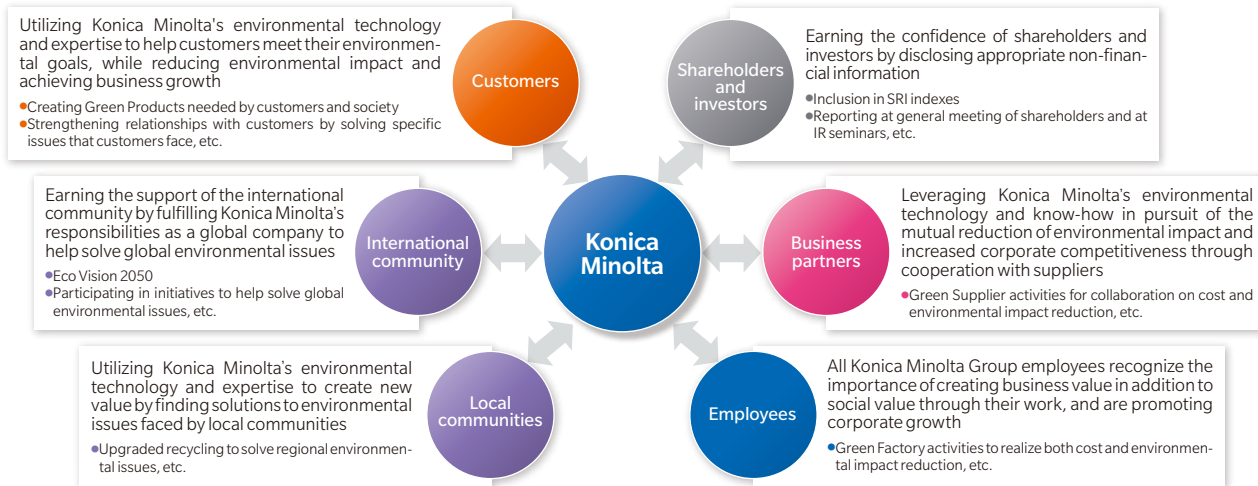 Utilizing Konica Minolta's environmental technology
and expertise to help customers meet their environmen-
tal goals, while reducing environmental impact and
achieving business growth
●Creating Green Products needed by customers and society
●Strengthening relationships with customers by solving specific
issues that customers face, etc.
Customers
Shareholders
and
investors
Earning the confidence of shareholders and
investors by disclosing appropriate non-finan-
cial information
●Inclusion in SRI indexes
●Reporting at general meeting of shareholders and at
IR seminars, etc.
Earning the support of the international
community by fulfilling Konica Minolta's
responsibilities as a global company to
help solve global environmental issues
●Eco Vision 2050
●Participating in initiatives to help solve global
environmental issues, etc.
International
community
Konica
Minolta
Business
partners
Leveraging Konica Minolta's environmental
technology and know-how in pursuit of the
mutual reduction of environmental impact and
increased corporate competitiveness through
cooperation with suppliers
●Green Supplier activities for collaboration on cost and
environmental impact reduction, etc.
Utilizing Konica Minolta's environmental
technology and expertise to create new
value by finding solutions to environmental
issues faced by local communities
●Upgraded recycling to solve regional environmen-
tal issues, etc.
Local
communities
Employees
All Konica Minolta Group employees recognize the
importance of creating business value in addition to
social value through their work, and are promoting
corporate growth
●Green Factory activities to realize both cost and environmen-
tal impact reduction, etc.